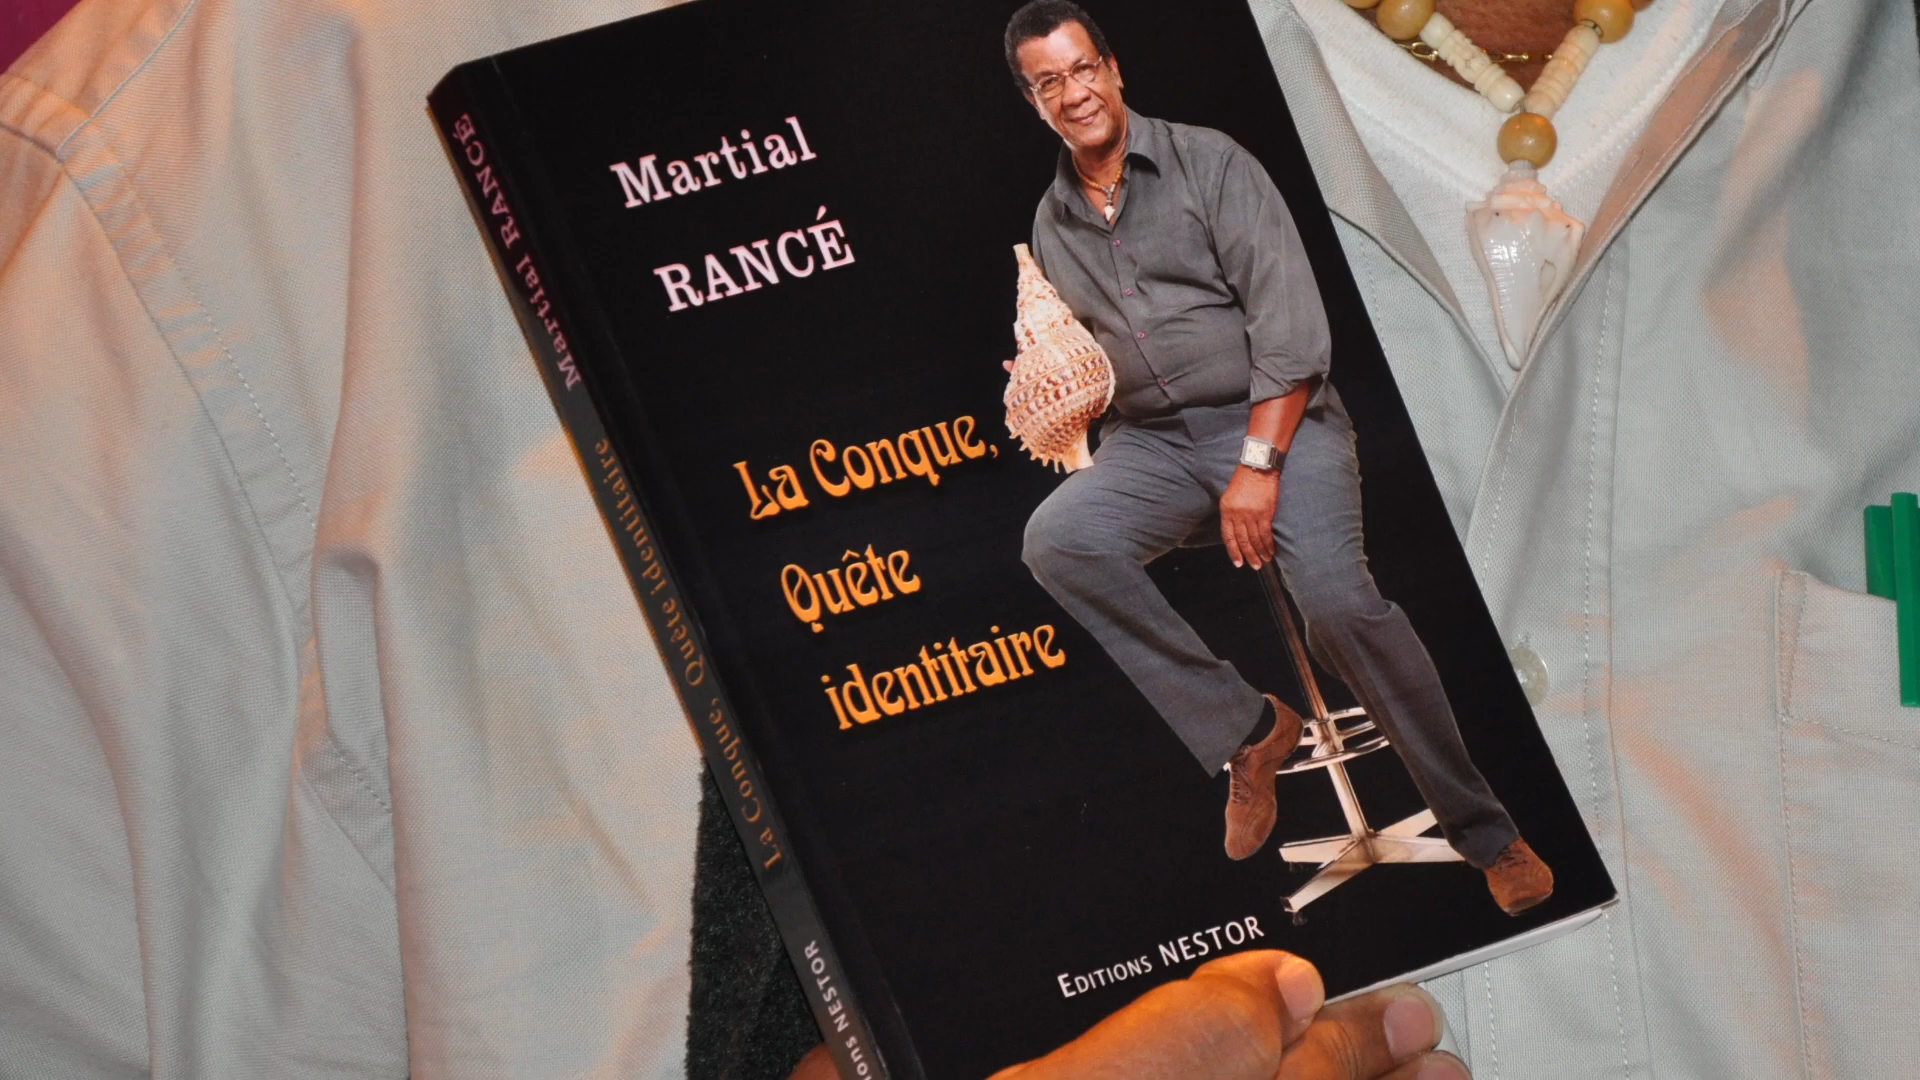 Martial
RANCÉ
La Conque,
Quête
identitaire
EDITIONS NESTOR
Martial RANCÉ
La Conque, Quête identitaire
IONS NESTOR